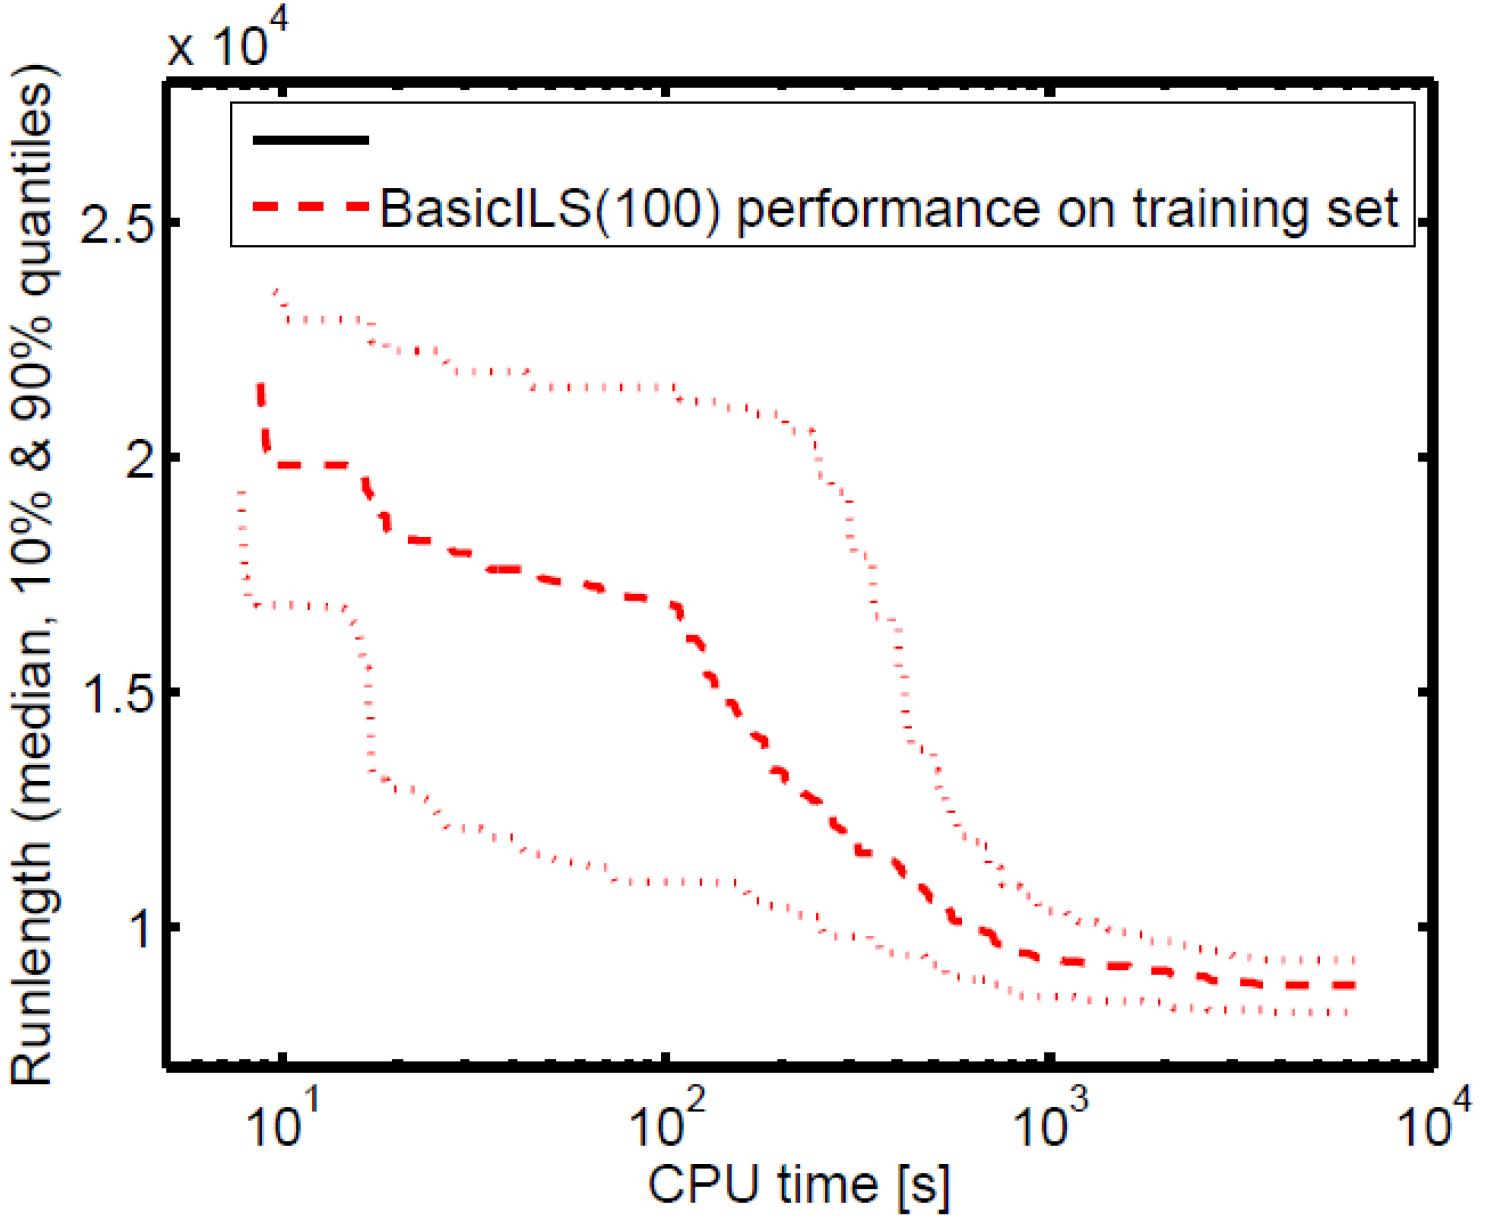 x 10^4
BasicILS(100) performance on training set
2.5
2
1.5
1
Runlength (median, 10% & 90% quantiles)
10^1
10^2
10^3
10^4
CPU time [s]